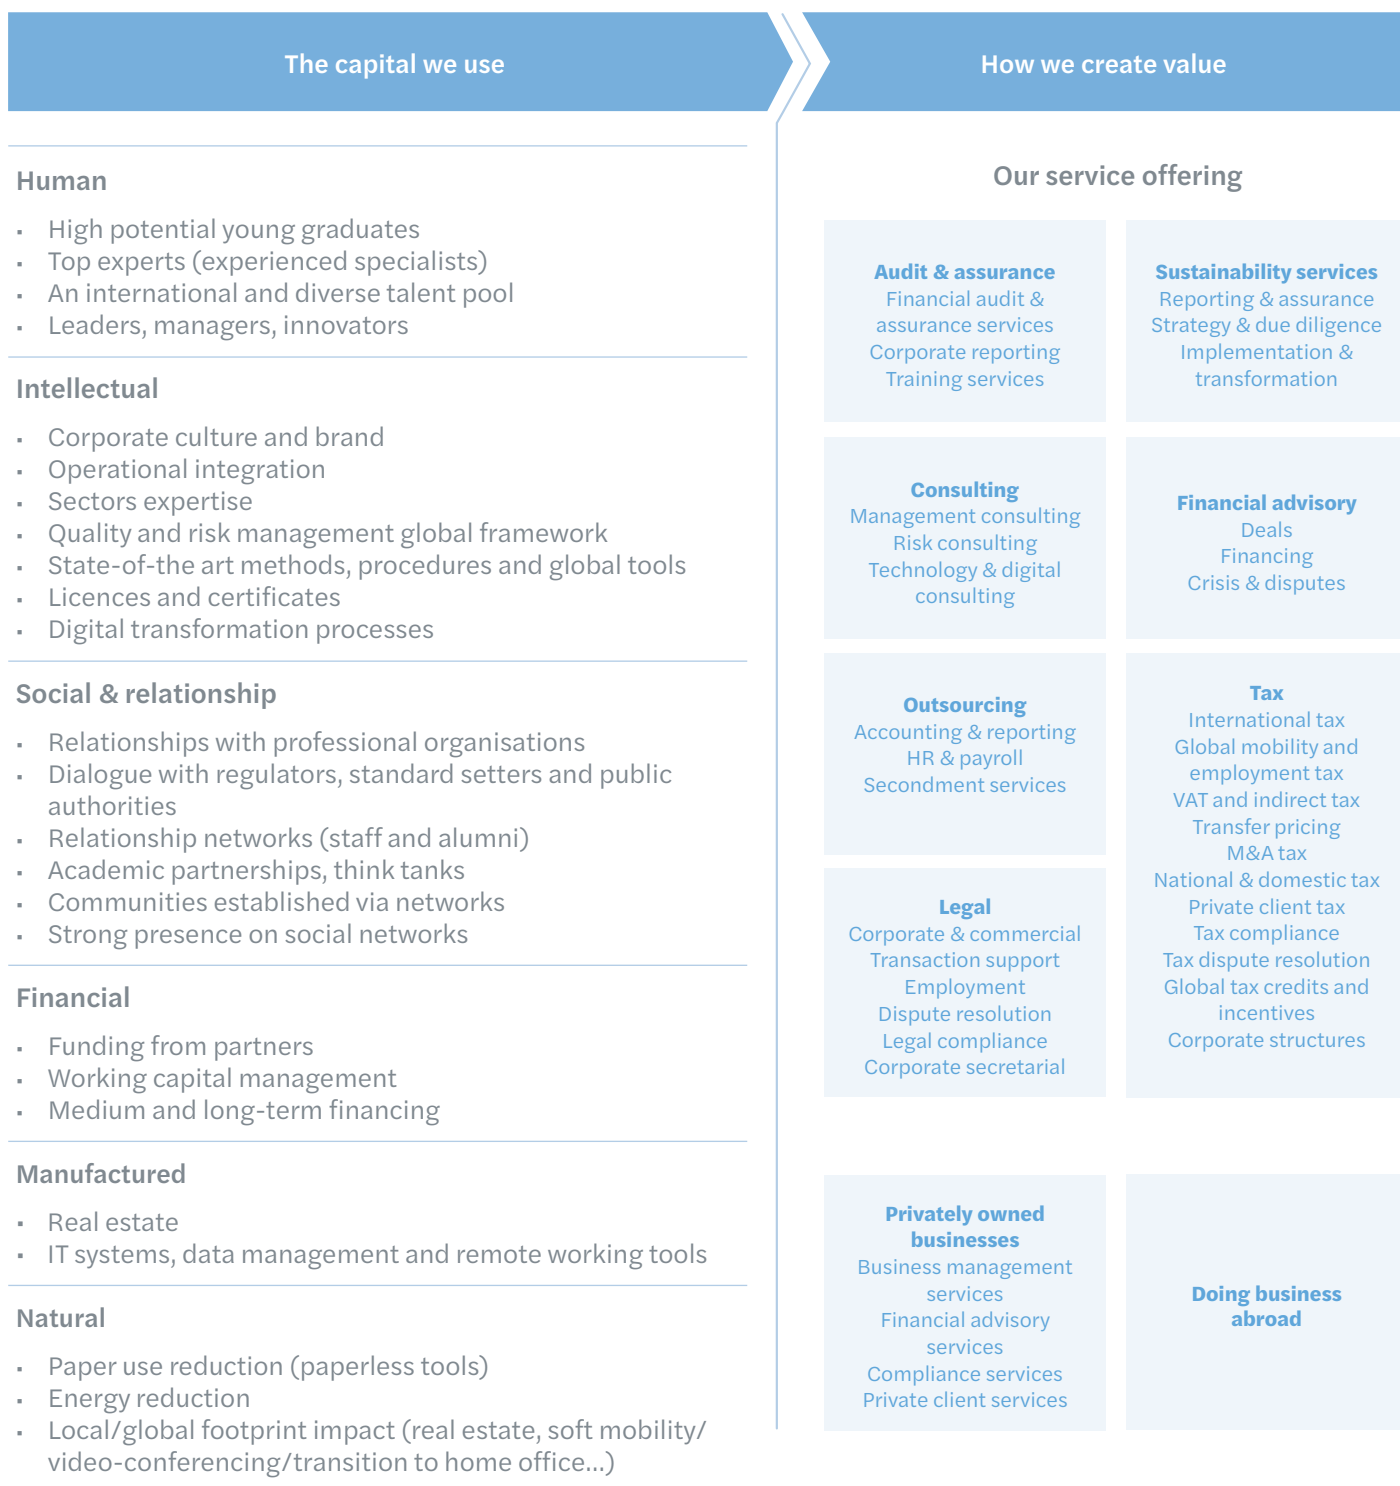 The capital we use
Human
· High potential young graduates
· Top experts (experienced specialists)
· An international and diverse talent pool
· Leaders, managers, innovators
Intellectual
· Corporate culture and brand
· Operational integration
· Sectors expertise
· Quality and risk management global framework
· State-of-the art methods, procedures and global tools
· Licences and certificates
· Digital transformation processes
Social & relationship
· Relationships with professional organisations
· Dialogue with regulators, standard setters and public
authorities
· Relationship networks (staff and alumni)
· Academic partnerships, think tanks
· Communities established via networks
· Strong presence on social networks
Financial
· Funding from partners
· Working capital management
· Medium and long-term financing
Manufactured
· Real estate
· IT systems, data management and remote working tools
Natural
· Paper use reduction (paperless tools)
· Energy reduction
· Local/global footprint impact (real estate, soft mobility/
video-conferencing/transition to home office...)
How we create value
Our service offering
Audit & assurance
Financial audit &
assurance services
Corporate reporting
Training services
Sustainability services
Reporting & assurance
Strategy & due diligence
Implementation &
transformation
Consulting
Management consulting
Risk consulting
Technology & digital
consulting
Financial advisory
Deals
Financing
Crisis & disputes
Outsourcing
Accounting & reporting
HR & payroll
Secondment services
Tax
International tax
Global mobility and
employment tax
VAT and indirect tax
Transfer pricing
M&A tax
National & domestic tax
Private client tax
Tax compliance
Tax dispute resolution
Global tax credits and
incentives
Corporate structures
Legal
Corporate & commercial
Transaction support
Employment
Dispute resolution
Legal compliance
Corporate secretarial
Privately owned
businesses
Business management
services
Financial advisory
services
Compliance services
Private client services
Doing business
abroad